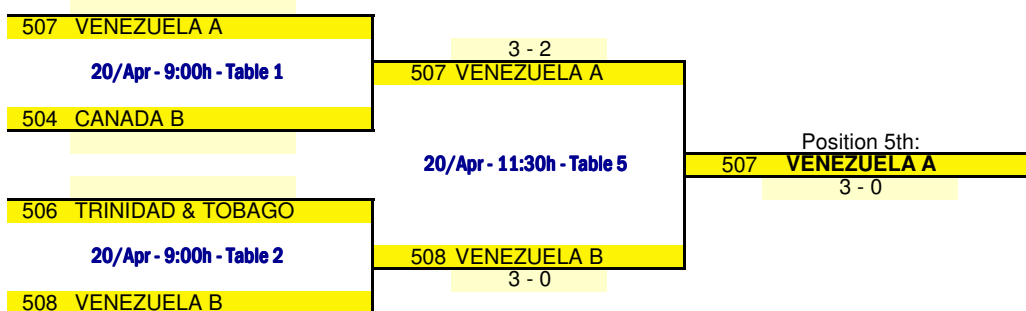 507 VENEZUELA A
20/Apr - 9:00h - Table 1
504 CANADA B
3 - 2
507 VENEZUELA A
20/Apr - 11:30h - Table 5
Position 5th:
507 VENEZUELA A
3 - 0
506 TRINIDAD & TOBAGO
20/Apr - 9:00h - Table 2
508 VENEZUELA B
508 VENEZUELA B
3 - 0